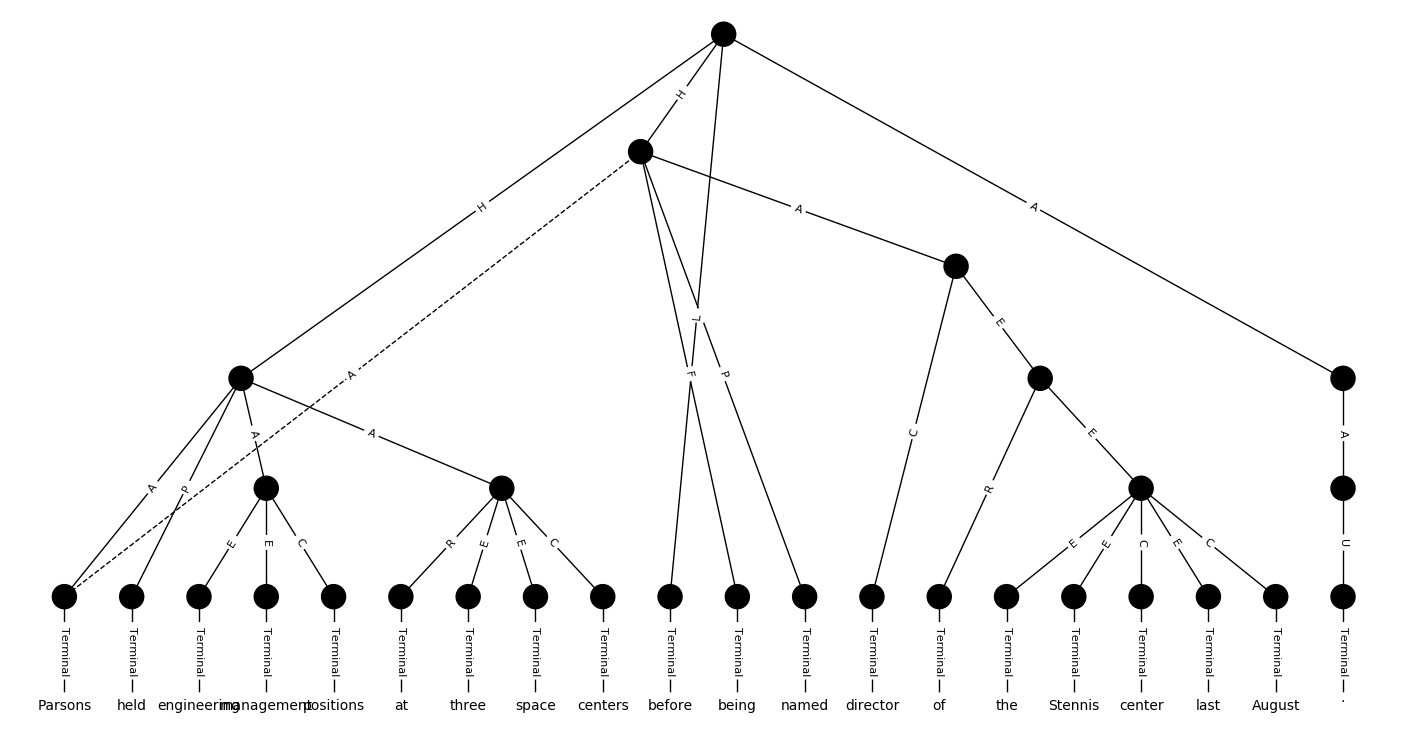 H
H A
A
L
A E
F P
A A C E A
A P R
E E C R E E C E E C E C U
Terminal Terminal Terminal Terminal Terminal Terminal Terminal Terminal Terminal Terminal Terminal Terminal Terminal Terminal Terminal Terminal Terminal Terminal Terminal Terminal
Parsons held engineering management positions at three space centers before being named director of the Stennis center last August .